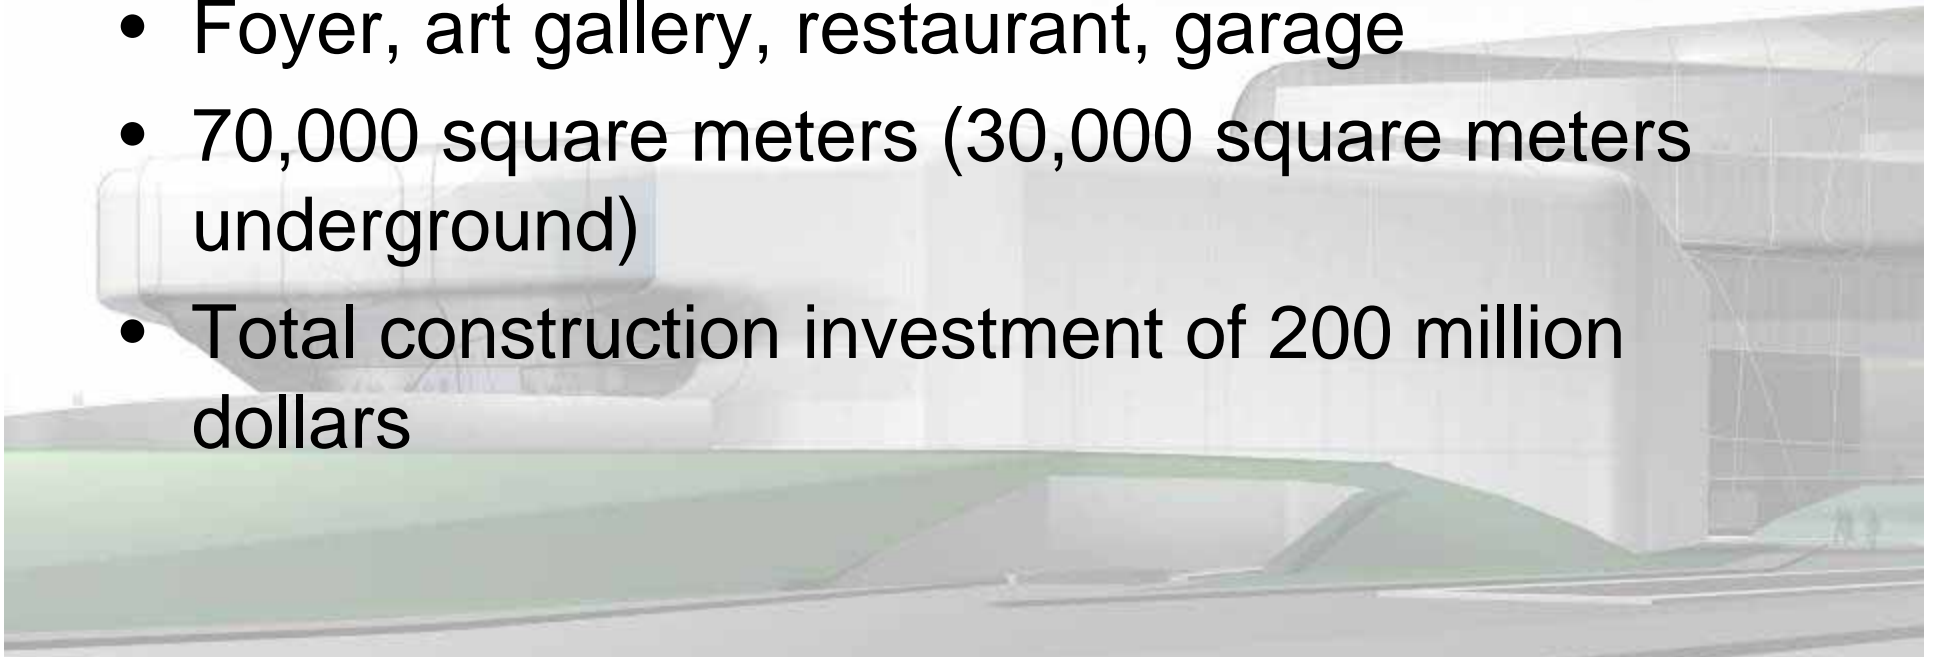 • Foyer, art gallery, restaurant, garage
• 70,000 square meters (30,000 square meters
underground)
• Total construction investment of 200 million
dollars